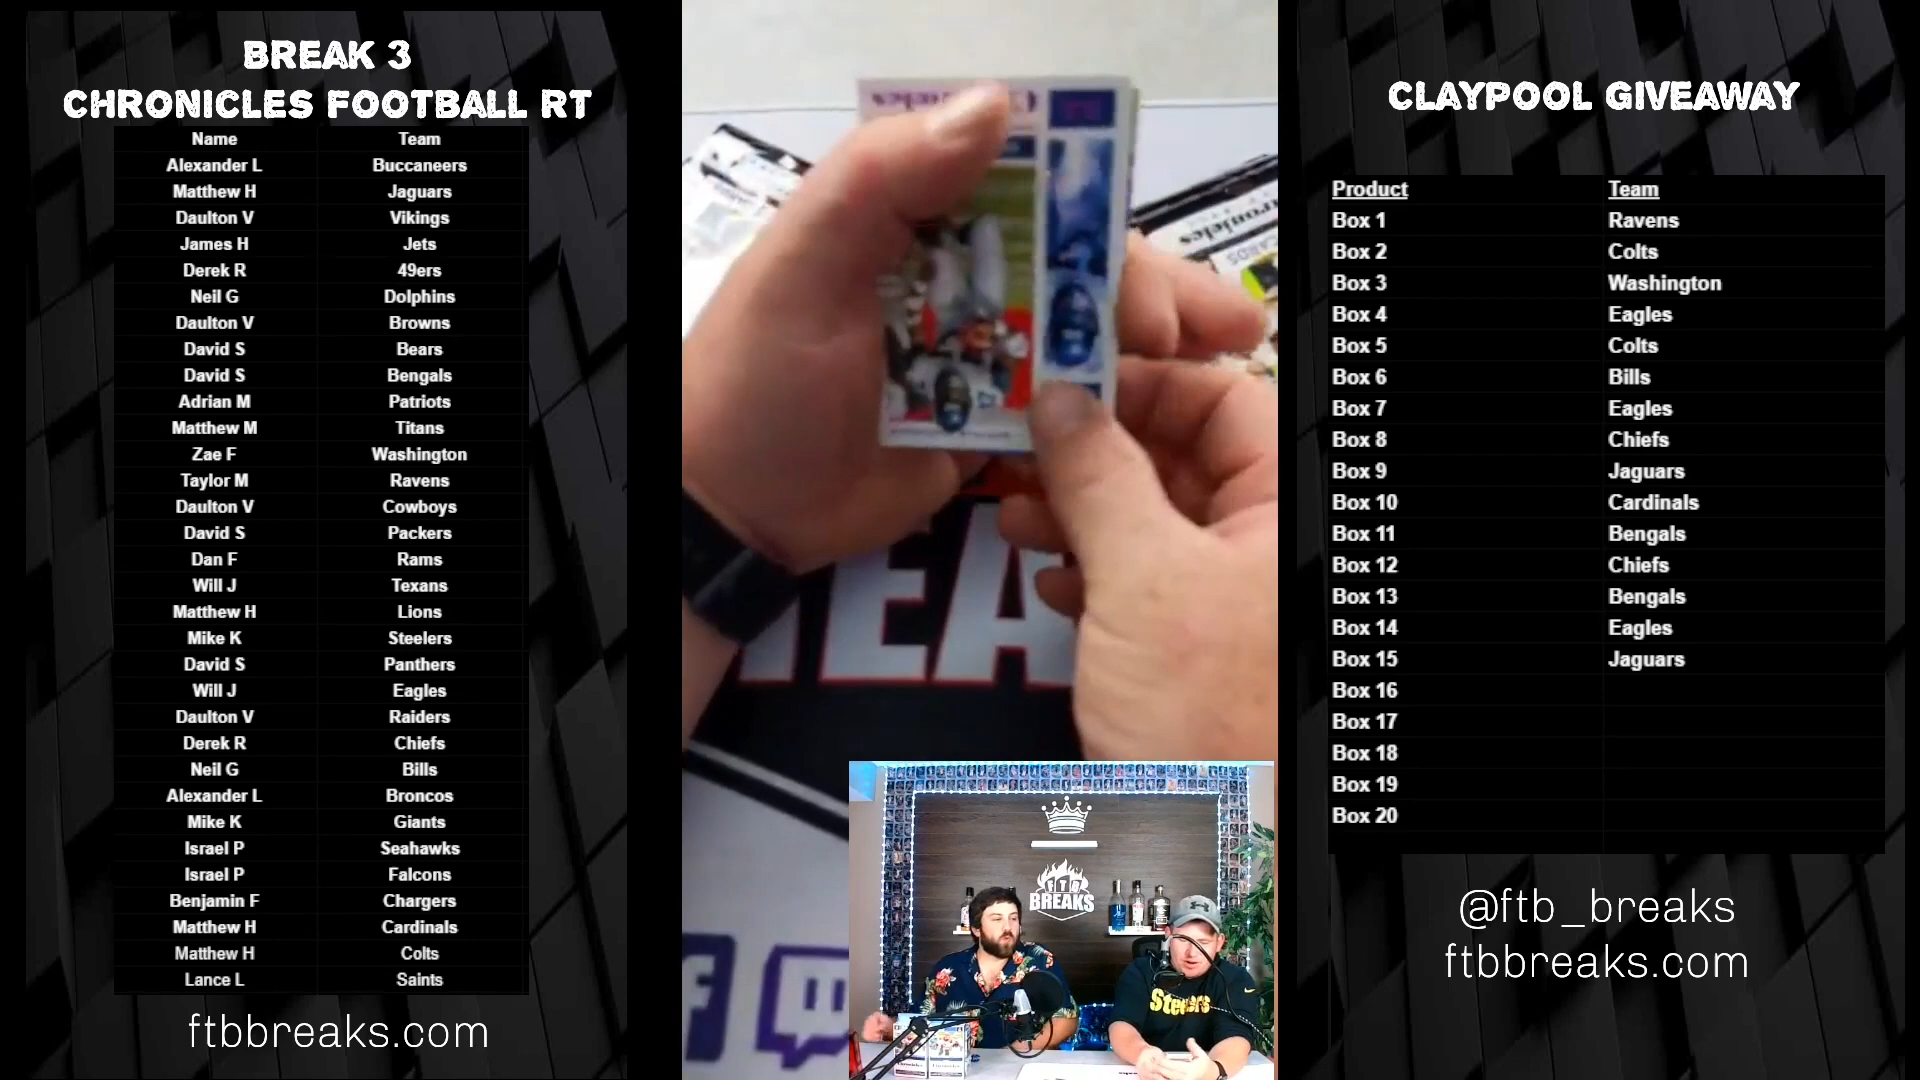 BREAK 3
CHRONICLES FOOTBALL RT
Name Team
Alexander L Buccaneers
Matthew H Jaguars
Daulton V Vikings
James H Jets
Derek R 49ers
Neil G Dolphins
Daulton V Browns
David S Bears
David S Bengals
Adrian M Patriots
Matthew M Titans
Zae F Washington
Taylor M Ravens
Daulton V Cowboys
David S Packers
Dan F Rams
Will J Texans
Matthew H Lions
Mike K Steelers
David S Panthers
Will J Eagles
Daulton V Raiders
Derek R Chiefs
Neil G Bills
Alexander L Broncos
Mike K Giants
Israel P Seahawks
Israel P Falcons
Benjamin F Chargers
Matthew H Cardinals
Matthew H Colts
Lance L Saints
ftbbreaks.com
TEA
FTB
BREAKS
Steelers
CLAYPOOL GIVEAWAY
Product Team
Box 1 Ravens
Box 2 Colts
Box 3 Washington
Box 4 Eagles
Box 5 Colts
Box 6 Bills
Box 7 Eagles
Box 8 Chiefs
Box 9 Jaguars
Box 10 Cardinals
Box 11 Bengals
Box 12 Chiefs
Box 13 Bengals
Box 14 Eagles
Box 15 Jaguars
Box 16
Box 17
Box 18
Box 19
Box 20
@ftb_breaks
ftbbreaks.com